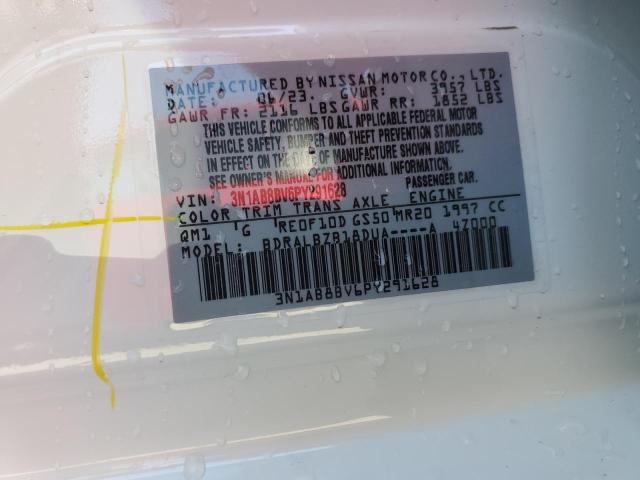 MANUFACTURED BY NISSAN MOTOR CO., LTD.
DATE: 06/23. GVWR: 3957 LBS
GAWR FR: 2116 LBS GAWR RR: 1852 LBS
THIS VEHICLE CONFORMS TO ALL APPLICABLE FEDERAL MOTOR
VEHICLE SAFETY, BUMPER AND THEFT PREVENTION STANDARDS
IN EFFECT ON THE DATE OF MANUFACTURE SHOWN ABOVE.
SEE OWNER'S MANUAL FOR ADDITIONAL INFORMATION.
VIN: 3N1AB8BV6PY291628 PASSENGER CAR.
COLOR TRIM TRANS AXLE ENGINE
QM1 G RE0F10D GS50 MR20 1997 CC
MODEL: BDRALBZB18DUA----A 47000
3N1AB8BV6PY291628